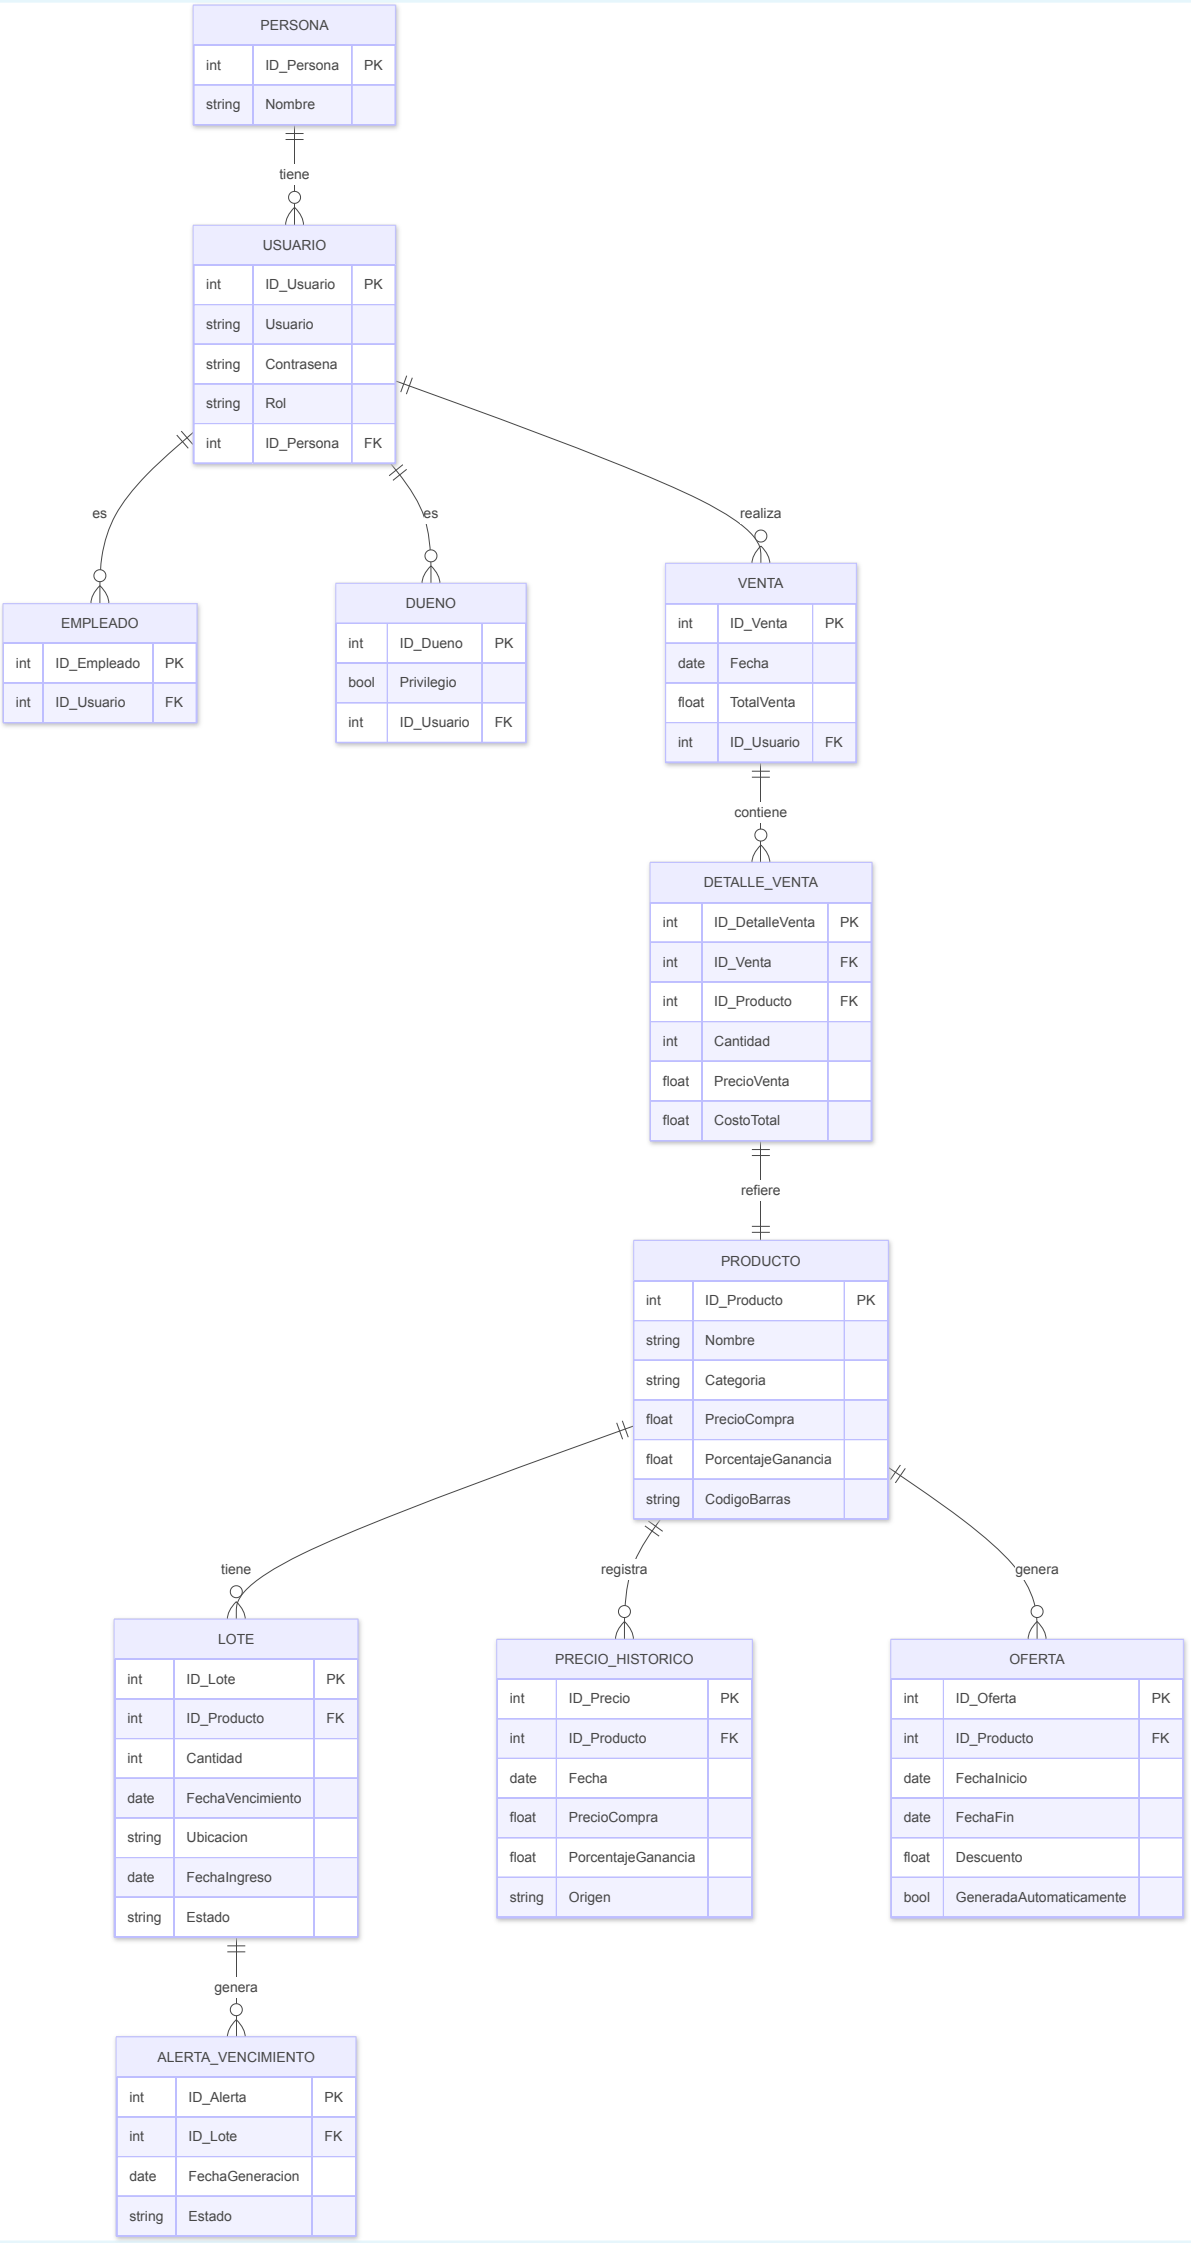 PERSONA
int ID_Persona PK
string Nombre
tiene
USUARIO
int ID_Usuario PK
string Usuario
string Contrasena
string Rol
int ID_Persona FK
es
es
realiza
EMPLEADO
int ID_Empleado PK
int ID_Usuario FK
DUENO
int ID_Dueno PK
bool Privilegio
int ID_Usuario FK
VENTA
int ID_Venta PK
date Fecha
float TotalVenta
int ID_Usuario FK
contiene
DETALLE_VENTA
int ID_DetalleVenta PK
int ID_Venta FK
int ID_Producto FK
int Cantidad
float PrecioVenta
float CostoTotal
refiere
PRODUCTO
int ID_Producto PK
string Nombre
string Categoria
float PrecioCompra
float PorcentajeGanancia
string CodigoBarras
tiene
registra
genera
LOTE
int ID_Lote PK
int ID_Producto FK
int Cantidad
date FechaVencimiento
string Ubicacion
date FechaIngreso
string Estado
PRECIO_HISTORICO
int ID_Precio PK
int ID_Producto FK
date Fecha
float PrecioCompra
float PorcentajeGanancia
string Origen
OFERTA
int ID_Oferta PK
int ID_Producto FK
date FechaInicio
date FechaFin
float Descuento
bool GeneradaAutomaticamente
genera
ALERTA_VENCIMIENTO
int ID_Alerta PK
int ID_Lote FK
date FechaGeneracion
string Estado